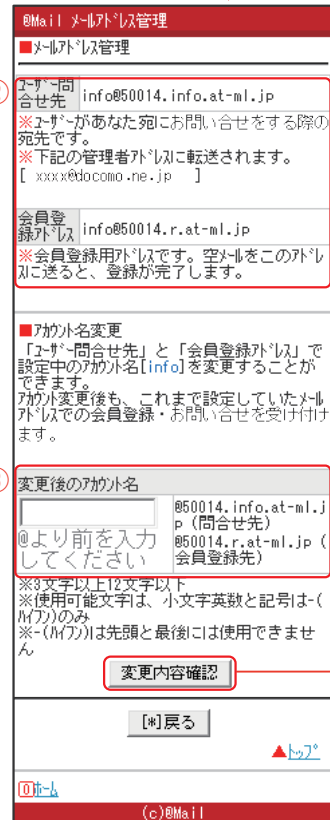 @Mail ﾒｰﾙｱﾄﾞﾚｽ管理
■ﾒｰﾙｱﾄﾞﾚｽ管理
ﾕｰｻﾞｰ問
合せ先 info@50014.info.at-ml.jp
※ﾕｰｻﾞｰがあなた宛にお問い合せをする際の
宛先です。
※下記の管理者ｱﾄﾞﾚｽに転送されます。
[ xxxx@docomo.ne.jp ]
会員登
録ｱﾄﾞﾚｽ info@50014.r.at-ml.jp
※会員登録用ｱﾄﾞﾚｽです。空ﾒｰﾙをこのｱﾄﾞﾚ
ｽに送ると、登録が完了します。
■ｱｶｳﾝﾄ名変更
「ﾕｰｻﾞｰ問合せ先」と「会員登録ｱﾄﾞﾚｽ」で
設定中のｱｶｳﾝﾄ名[info]を変更することが
できます。
ｱｶｳﾝﾄ変更後も、これまで設定していたﾒｰﾙ
ｱﾄﾞﾚｽでの会員登録・お問い合せを受け付け
ます。
変更後のｱｶｳﾝﾄ名
@より前を入力
してください
@50014.info.at-ml.j
p（問合せ先）
@50014.r.at-ml.jp（
会員登録先）
※3文字以上12文字以下
※使用可能文字は、小文字英数と記号は-(
ﾊｲﾌﾝ)のみ
※-(ﾊｲﾌﾝ)は先頭と最後には使用できませ
ん
変更内容確認
[*]戻る
▲ﾄｯﾌﾟ
0ﾎｰﾑ
(c)@Mail